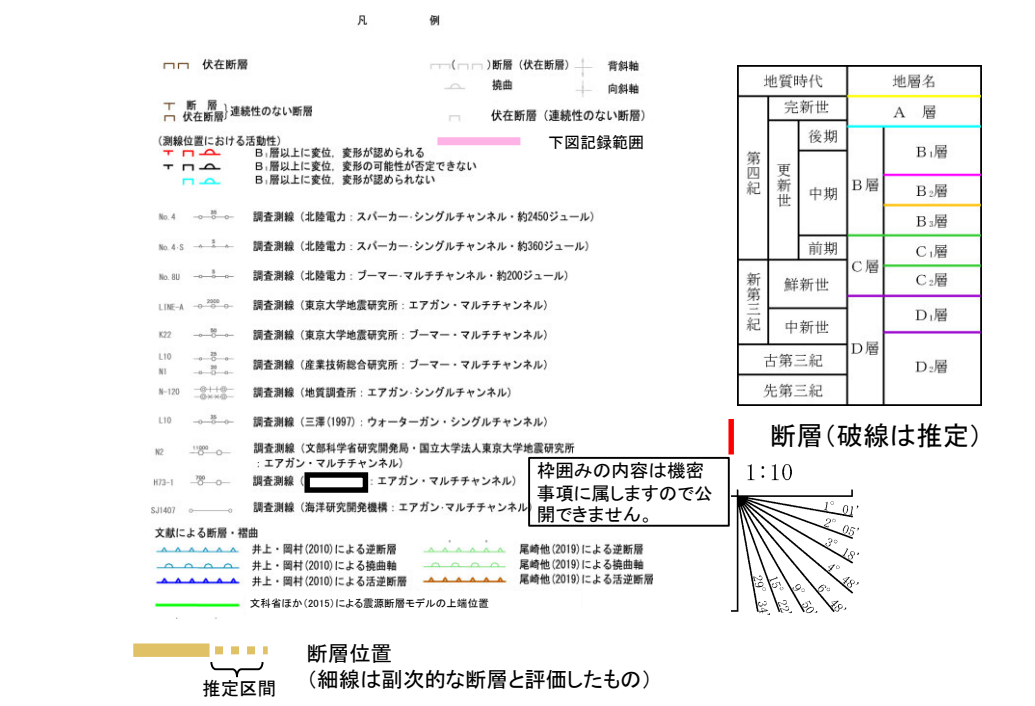 凡 例
伏在断層
( )断層（伏在断層）
背斜軸
撓曲
向斜軸
断 層
伏在断層
}連続性のない断層
伏在断層（連続性のない断層）
(測線位置における活動性)
下図記録範囲
B₁層以上に変位，変形が認められる
B₁層以上に変位，変形の可能性が否定できない
B₁層以上に変位，変形が認められない
No.4 調査測線（北陸電力：スパーカー・シングルチャンネル・約2450ジュール）
No.4-S 調査測線（北陸電力：スパーカー・シングルチャンネル・約360ジュール）
No.8U 調査測線（北陸電力：ブーマー・マルチチャンネル・約200ジュール）
LINE-A 2000 調査測線（東京大学地震研究所：エアガン・マルチチャンネル）
K22 50 調査測線（東京大学地震研究所：ブーマー・マルチチャンネル）
L10
N1
調査測線（産業技術総合研究所：ブーマー・マルチチャンネル）
N-120 調査測線（地質調査所：エアガン・シングルチャンネル）
L10 調査測線（三澤(1997)：ウォーターガン・シングルチャンネル）
N2 11000 調査測線（文部科学省研究開発局・国立大学法人東京大学地震研究所
：エアガン・マルチチャンネル）
H73-1 700 調査測線（ ：エアガン・マルチチャンネル）
SJ1407 調査測線（海洋研究開発機構：エアガン・マルチチャンネル）
枠囲みの内容は機密
事項に属しますので公
開できません。
文献による断層・褶曲
井上・岡村(2010)による逆断層
尾崎他(2019)による逆断層
井上・岡村(2010)による撓曲軸
尾崎他(2019)による撓曲軸
井上・岡村(2010)による活逆断層
尾崎他(2019)による活逆断層
文科省ほか(2015)による震源断層モデルの上端位置
推定区間
断層位置
（細線は副次的な断層と評価したもの）
地質時代 地層名
第四紀
完新世
更新世
後期
中期
前期
新第三紀
鮮新世
中新世
古第三紀
先第三紀
A 層
B層
B₁層
B₂層
B₃層
C層
C₁層
C₂層
D層
D₁層
D₂層
断層（破線は推定）
1:10
1° 01'
2° 05'
3° 18'
4° 48'
6° 48'
9° 50'
15° 22'
29° 34'